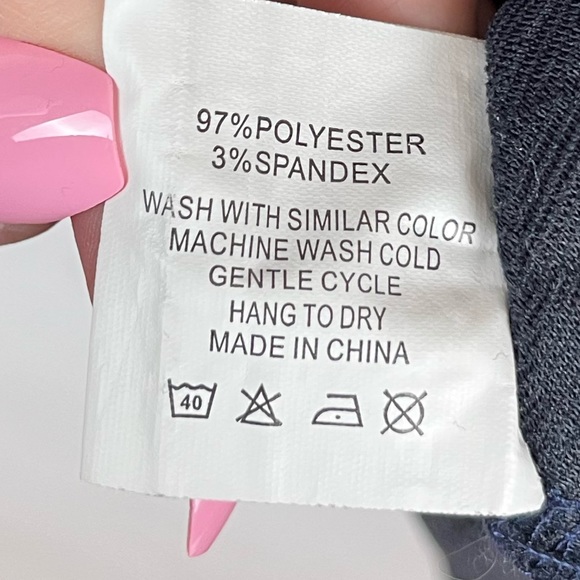 97%POLYESTER
3%SPANDEX
WASH WITH SIMILAR COLOR
MACHINE WASH COLD
GENTLE CYCLE
HANG TO DRY
MADE IN CHINA
40